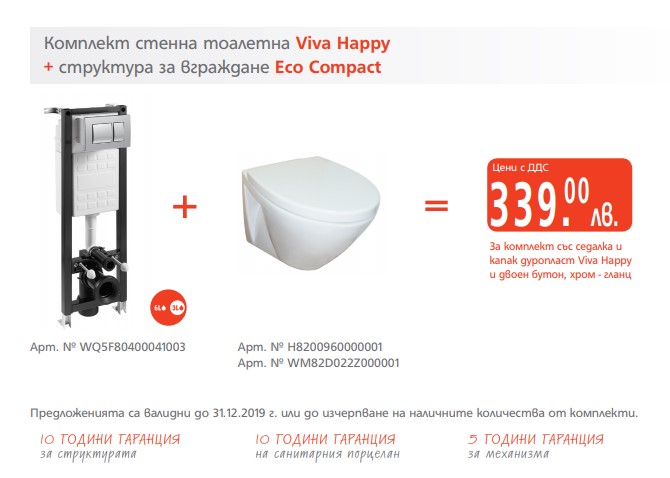 Комплект стенна тоалетна Viva Happy
+ структура за вграждане Eco Compact
+
=
Цени с ДДС
339.00 лв.
За комплект със седалка и
капак дуропласт Viva Happy
и двоен бутон, хром - гланц
6L 3L
Арт. № WQ5F80400041003
Арт. № H8200960000001
Арт. № WM82D022Z000001
Предложенията са валидни до 31.12.2019 г. или до изчерпване на наличните количества от комплекти.
10 ГОДИНИ ГАРАНЦИЯ
за структурата
10 ГОДИНИ ГАРАНЦИЯ
на санитарния порцелан
5 ГОДИНИ ГАРАНЦИЯ
за механизма